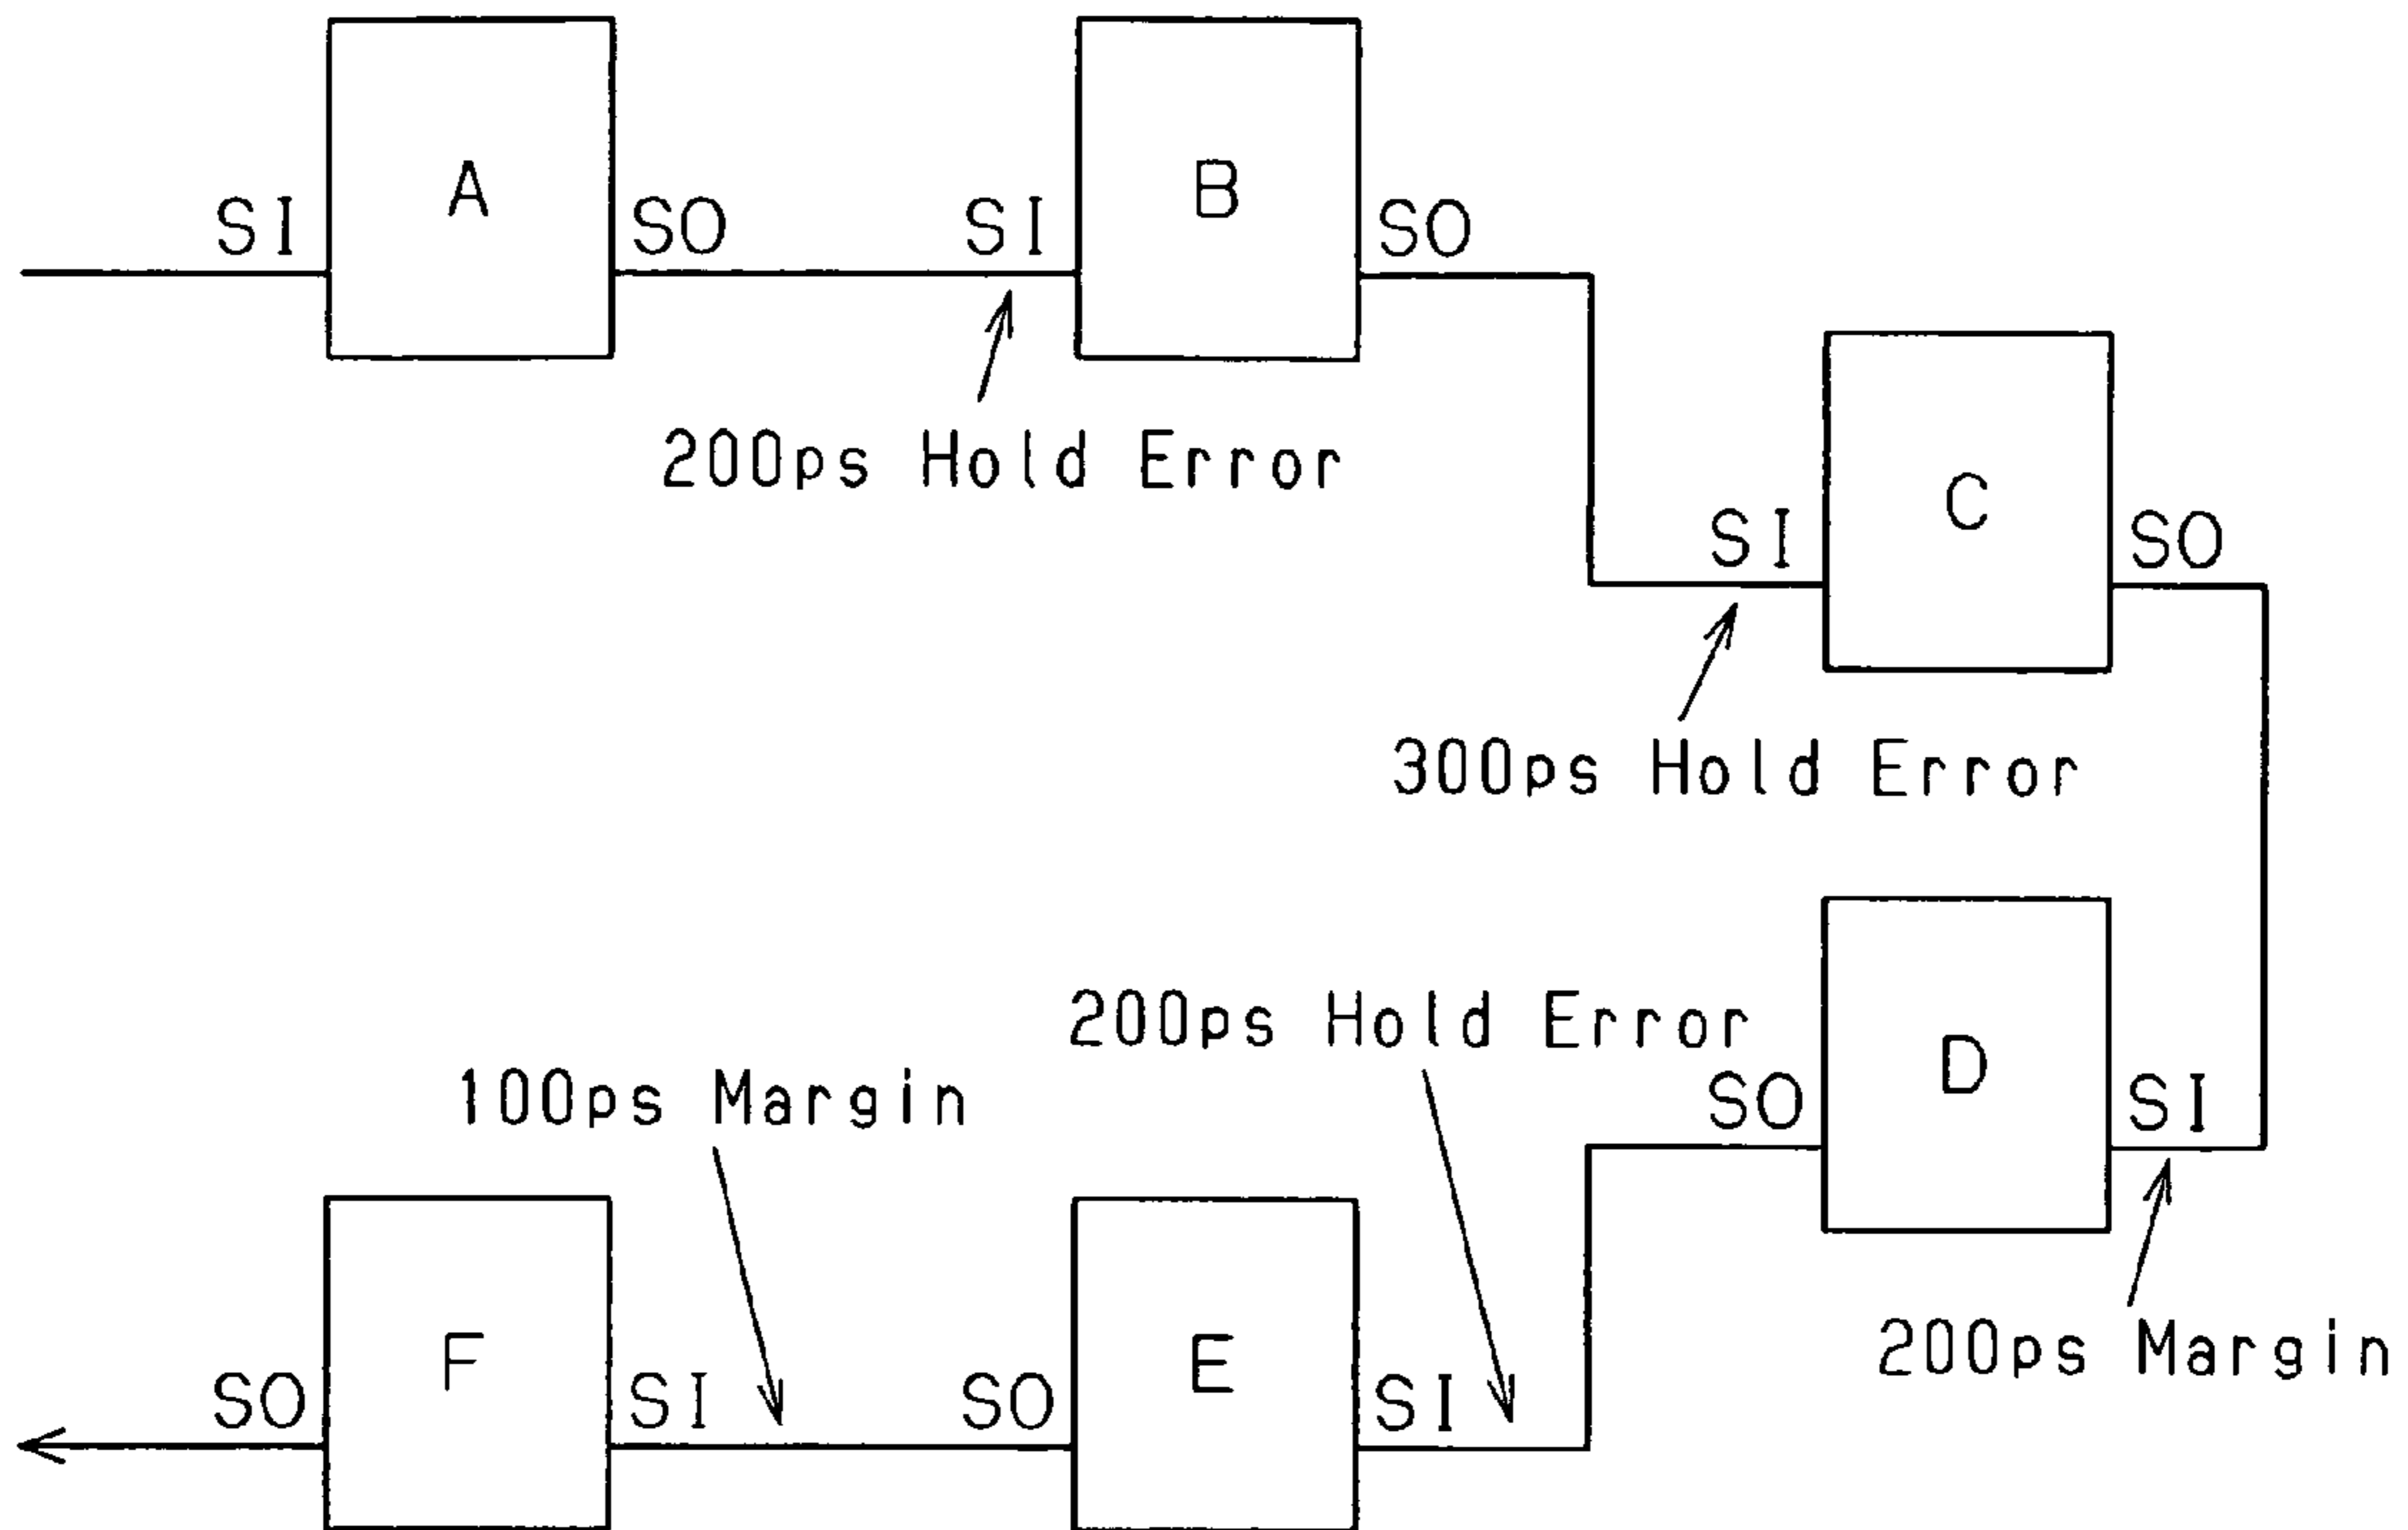 A
B
SI
SO
SI
SO
200ps Hold Error
C
SI
SO
300ps Hold Error
200ps Hold Error
D
100ps Margin
SO
SI
200ps Margin
F
E
SO
SI
SO
SI